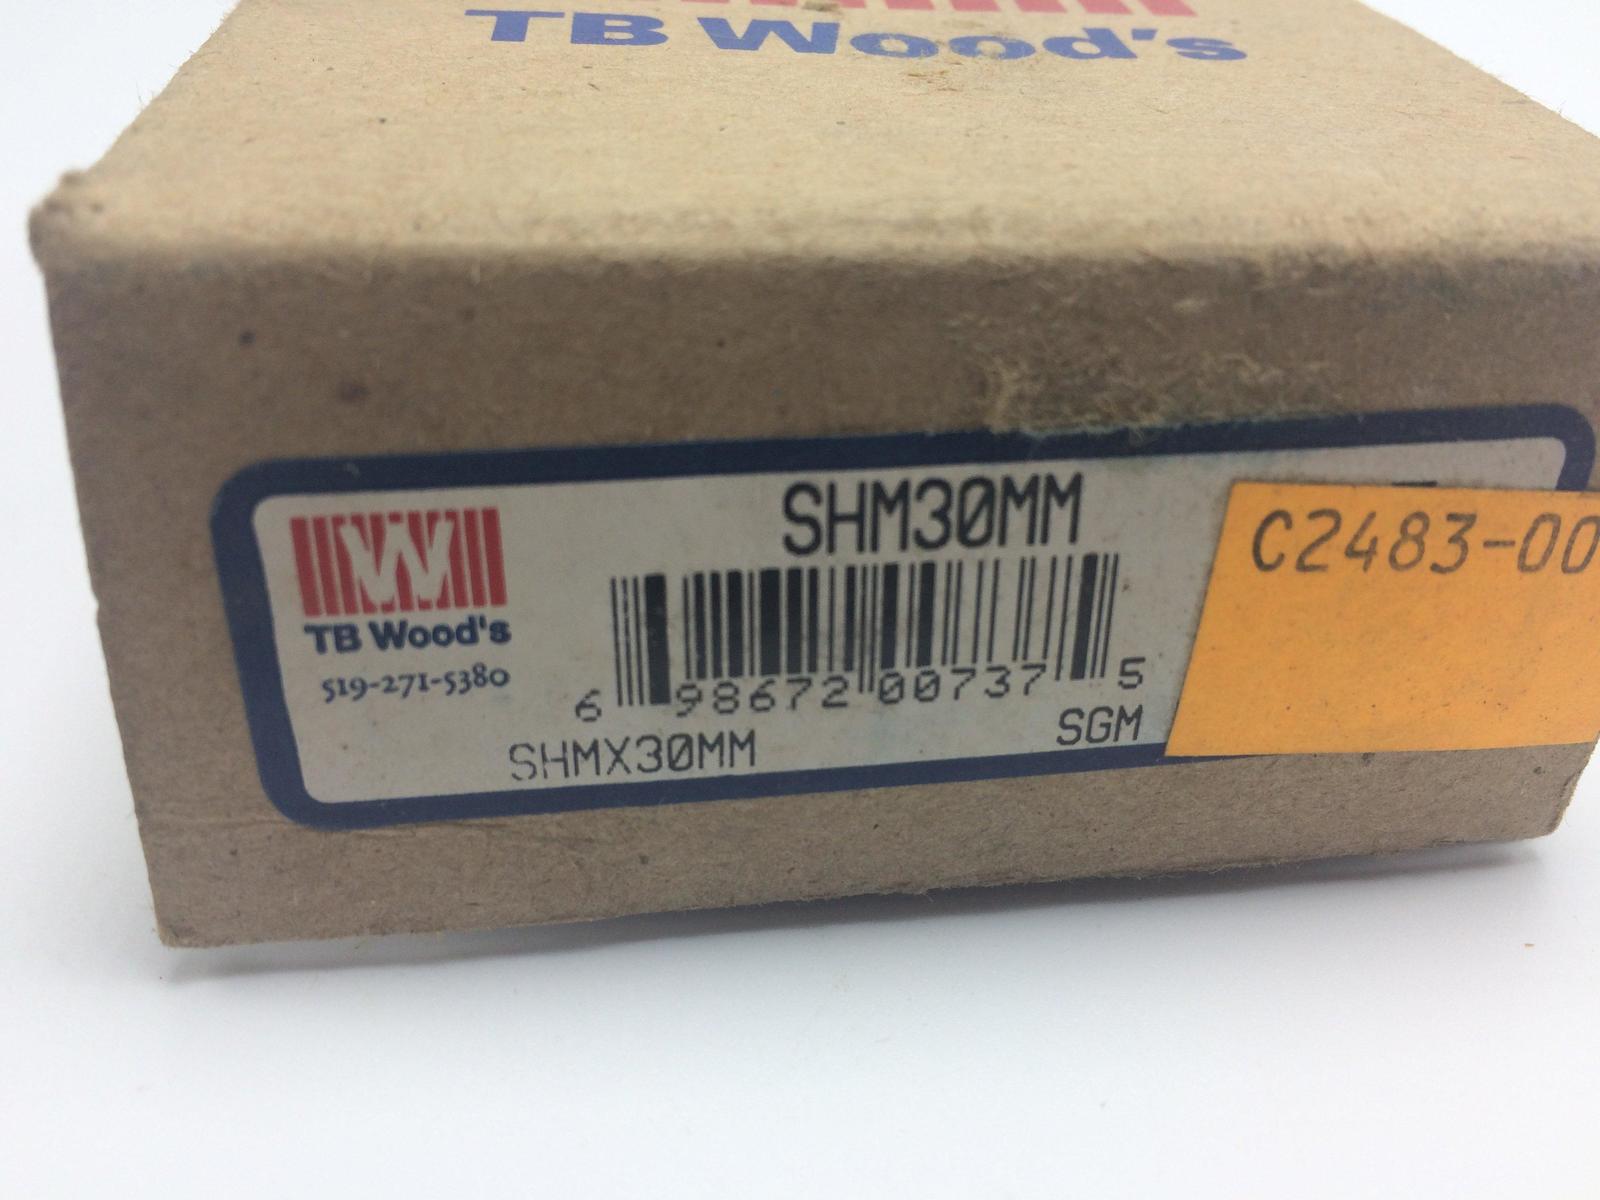 TB Wood's
SHM30MM
C2483-00
TB Wood's
519-271-5380
6 98672 00737 5
SHMX30MM
SGM